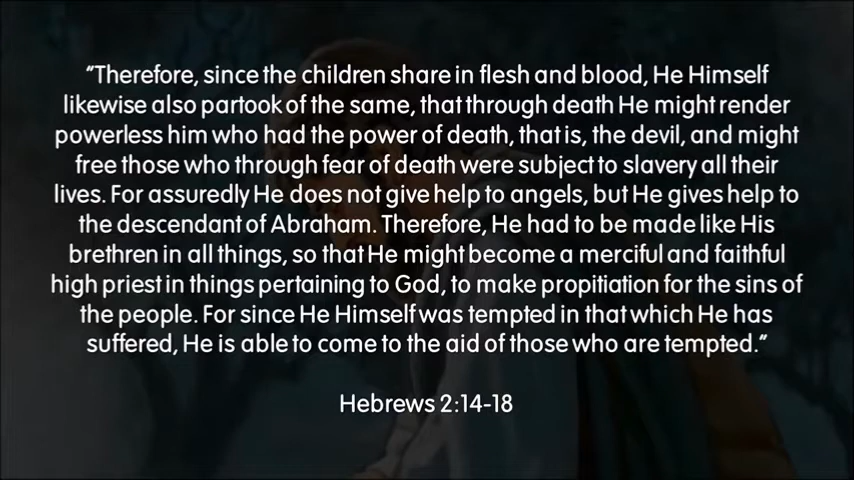 "Therefore, since the children share in flesh and blood, He Himself
likewise also partook of the same, that through death He might render
powerless him who had the power of death, that is, the devil, and might
free those who through fear of death were subject to slavery all their
lives. For assuredly He does not give help to angels, but He gives help to
the descendant of Abraham. Therefore, He had to be made like His
brethren in all things, so that He might become a merciful and faithful
high priest in things pertaining to God, to make propitiation for the sins of
the people. For since He Himself was tempted in that which He has
suffered, He is able to come to the aid of those who are tempted."
Hebrews 2:14-18